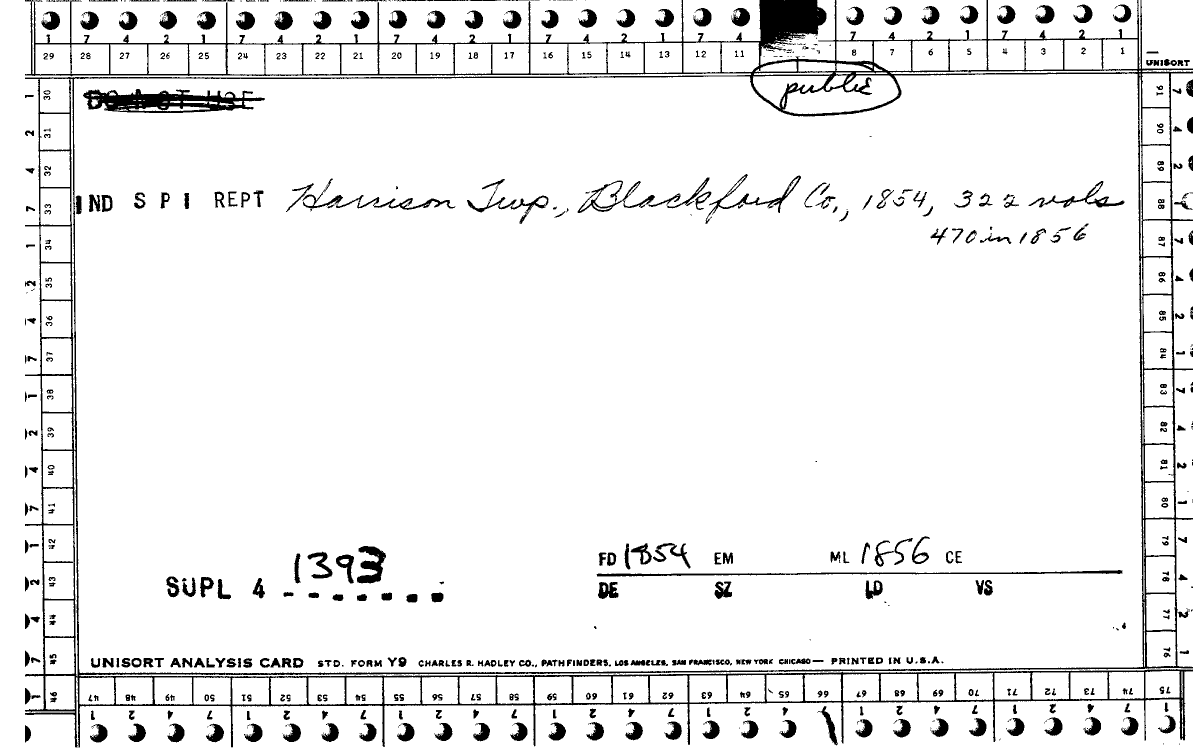 7 4 2 1 7 4 2 1 7 4 2 1 7 4 2 1 7 4 7 4 2 1 7 4 2 1
29 28 27 26 25 24 23 22 21 20 19 18 17 16 15 14 13 12 11 8 7 6 5 4 3 2 1
UNISORT
DO NOT USE
public
IND S P I REPT Harrison Twp., Blackford Co., 1854, 322 vols
470 in 1856
1393
SUPL 4
FD 1854 EM ML 1856 CE
DE SZ LD VS
UNISORT ANALYSIS CARD STD. FORM Y9 CHARLES R. HADLEY CO., PATHFINDERS, LOS ANGELES, SAN FRANCISCO, NEW YORK CHICAGO — PRINTED IN U.S.A.
30 31 32 33 34 35 36 37 38 39 40 41 42 43 44 45 46
47 48 49 50 51 52 53 54 55 56 57 58 59 60 61 62 63 64 65 66 67 68 69 70 71 72 73 74 75
91 90 89 88 87 86 85 84 83 82 81 80 79 78 77 76